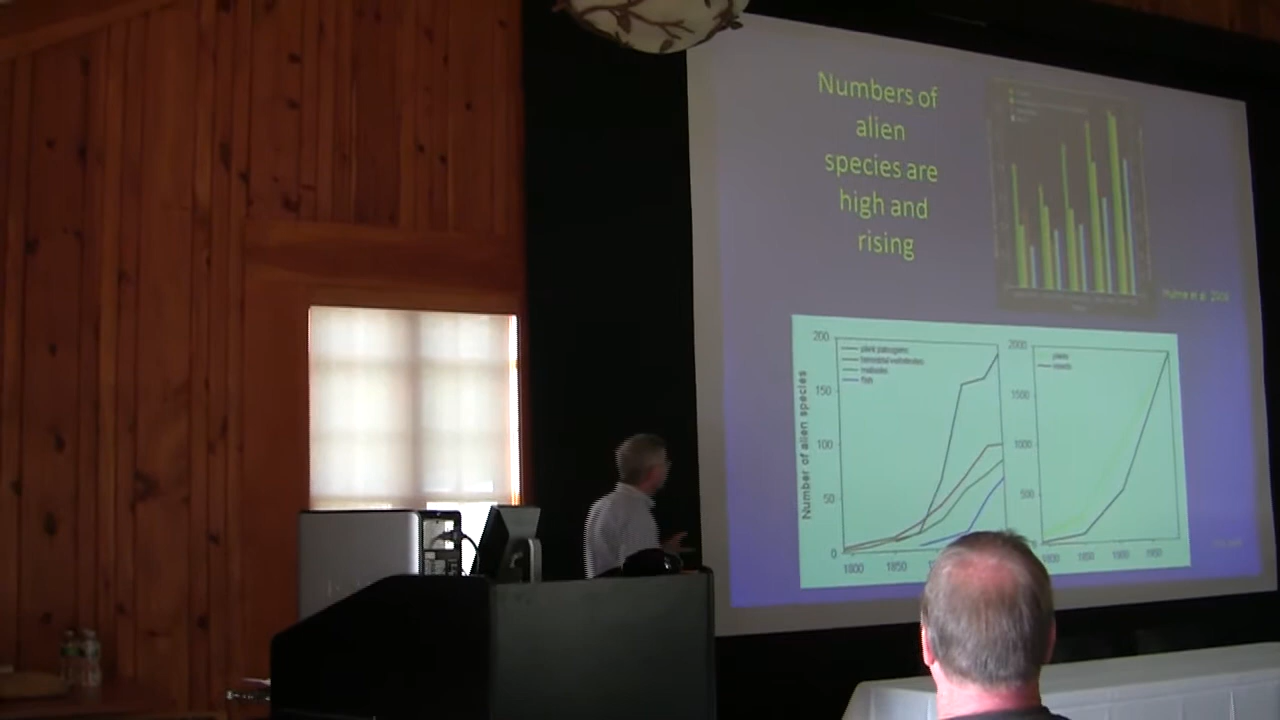 Numbers of
alien
species are
high and
rising
Number of alien species
200
150
100
50
0
1800
1850
plant pathogens
terrestrial vertebrates
mollusks
fish
2000
1500
1000
500
1800
1850
1900
1950
plants
insects